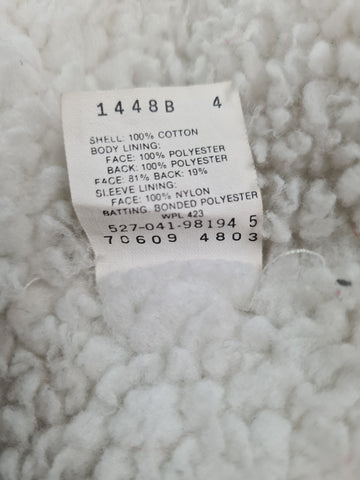 1448B 4
SHELL: 100% COTTON
BODY LINING:
FACE: 100% POLYESTER
BACK: 100% POLYESTER
FACE: 81% BACK: 19%
SLEEVE LINING:
FACE: 100% NYLON
BATTING: BONDED POLYESTER
WPL 423
527-041-98194 5
70609 4803